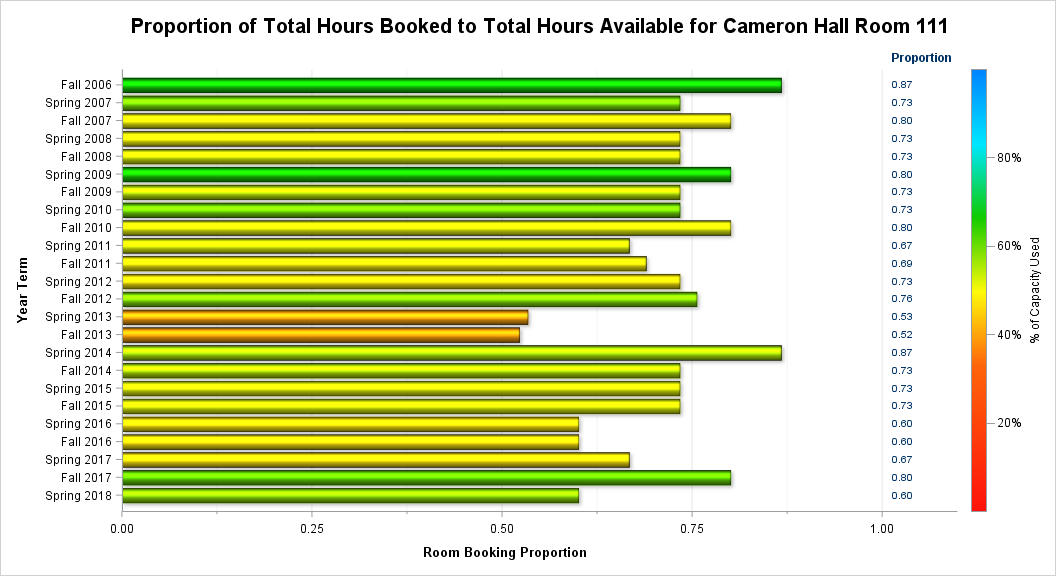 Proportion of Total Hours Booked to Total Hours Available for Cameron Hall Room 111
Proportion
Fall 2006 0.87
Spring 2007 0.73
Fall 2007 0.80
Spring 2008 0.73
Fall 2008 0.73
Spring 2009 0.80
Fall 2009 0.73
Spring 2010 0.73
Fall 2010 0.80
Spring 2011 0.67
Fall 2011 0.69
Spring 2012 0.73
Fall 2012 0.76
Spring 2013 0.53
Fall 2013 0.52
Spring 2014 0.87
Fall 2014 0.73
Spring 2015 0.73
Fall 2015 0.73
Spring 2016 0.60
Fall 2016 0.60
Spring 2017 0.67
Fall 2017 0.80
Spring 2018 0.60
Year Term
80%
60%
40%
20%
% of Capacity Used
0.00 0.25 0.50 0.75 1.00
Room Booking Proportion